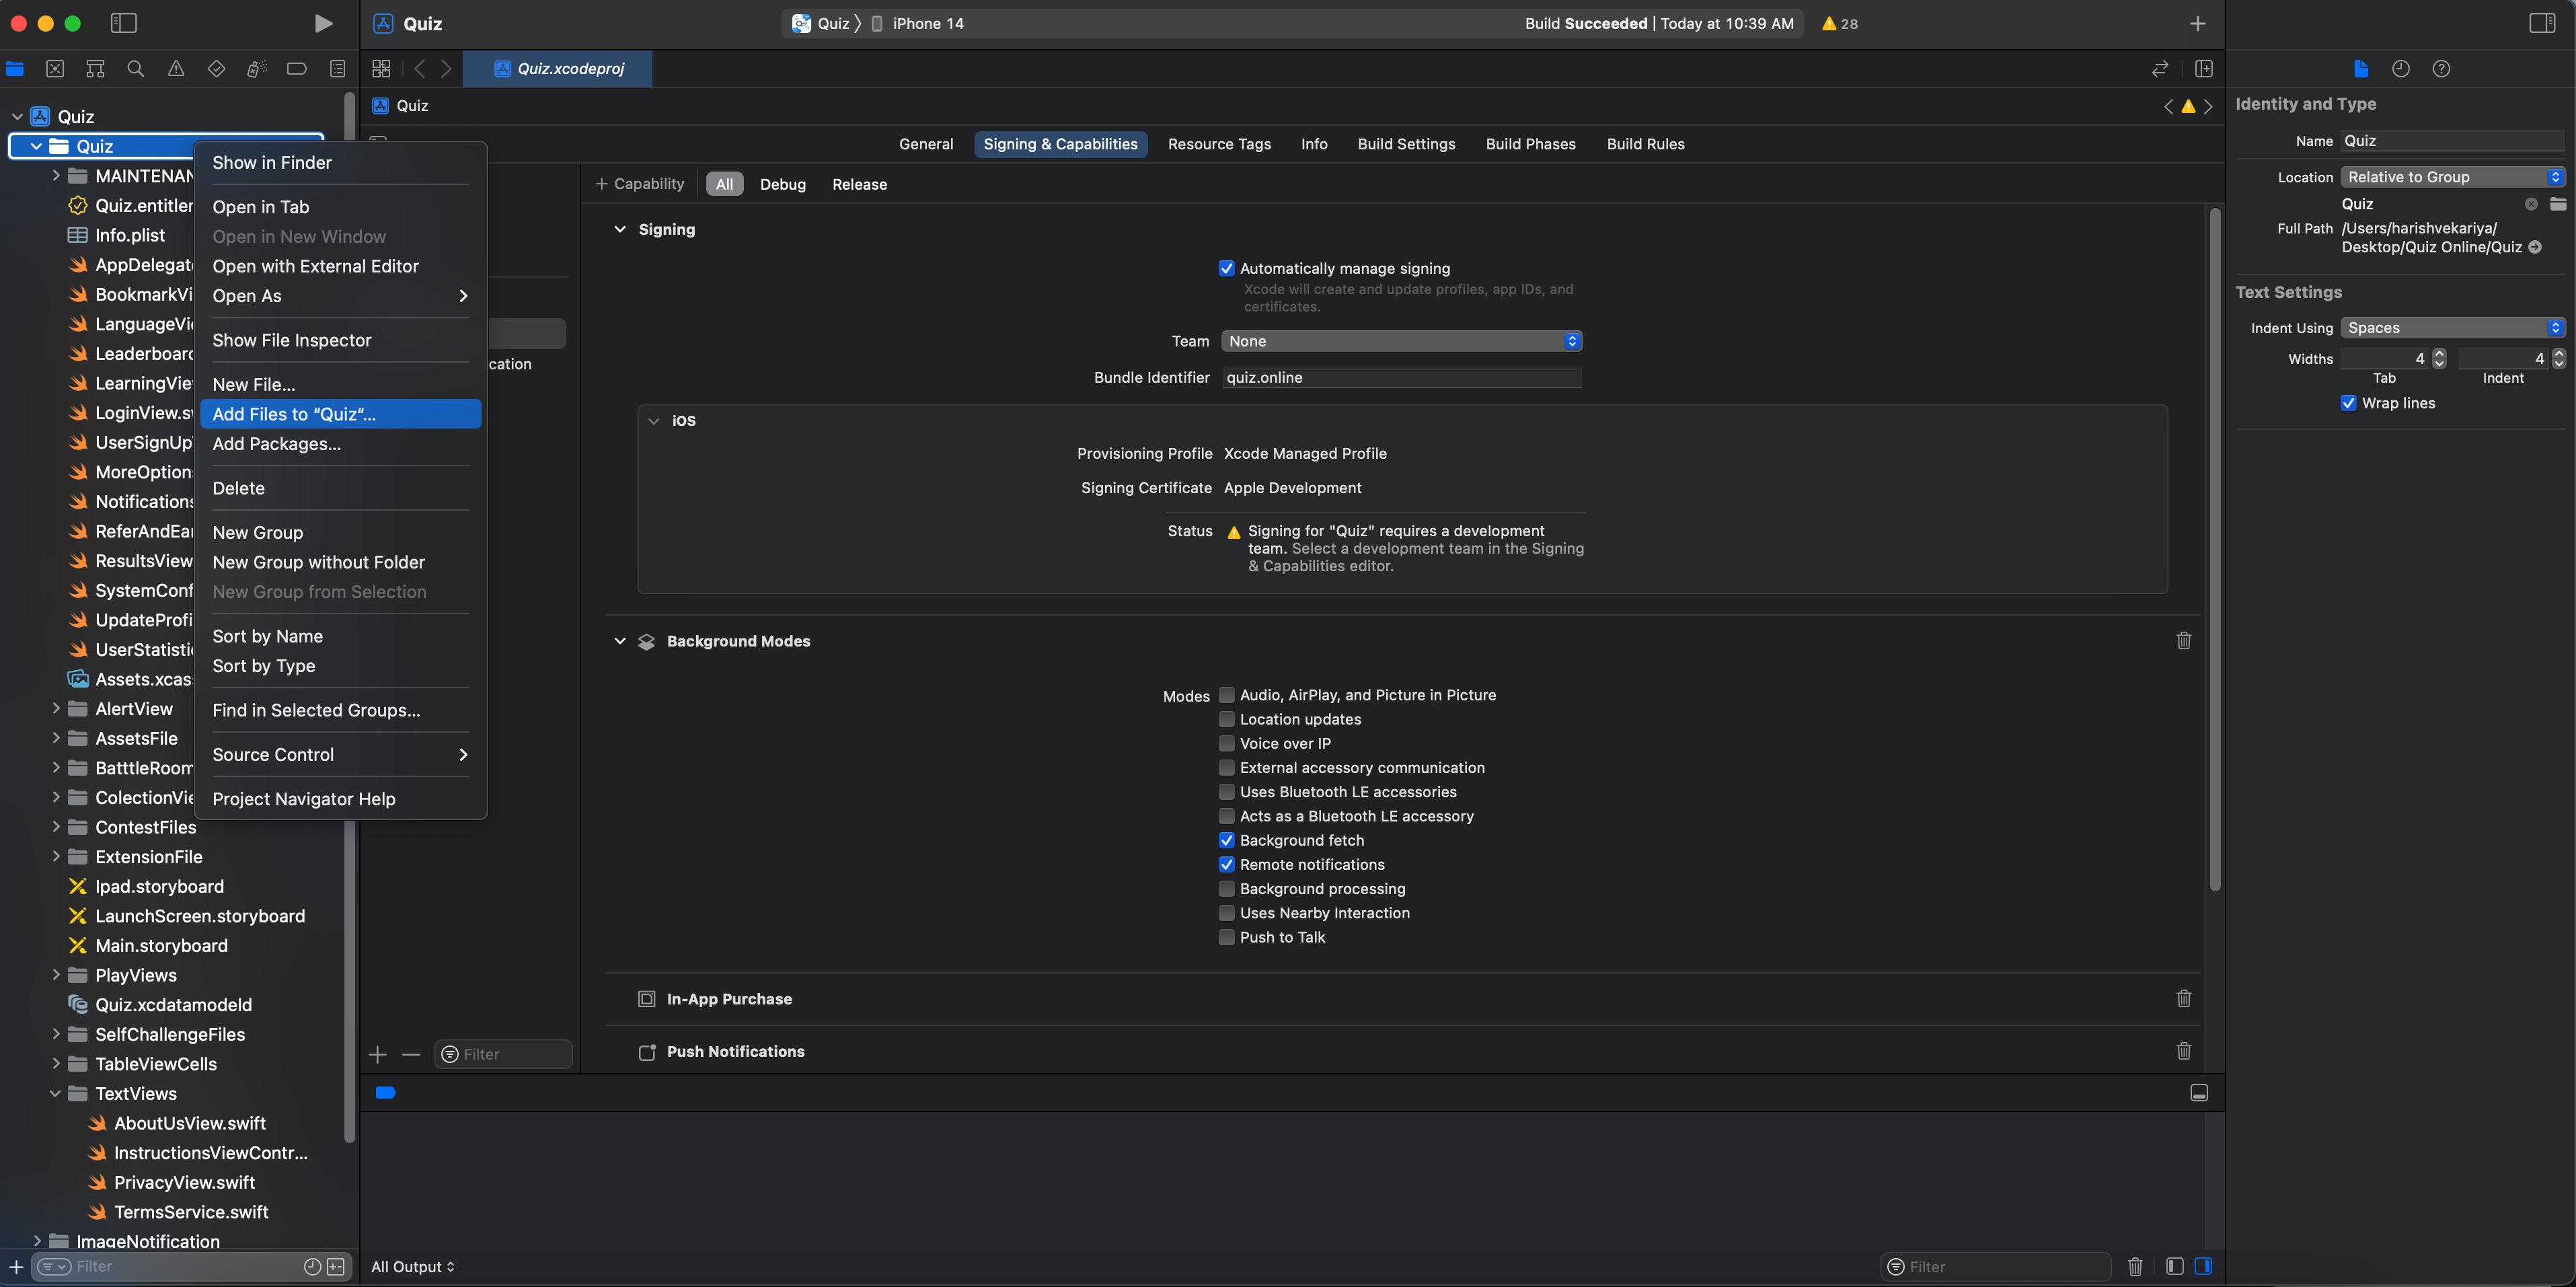 Quiz
Quiz 〉 iPhone 14
Build Succeeded | Today at 10:39 AM
28
Quiz.xcodeproj
Quiz
Quiz
Quiz
Quiz.entitler
Info.plist
AppDelegat
BookmarkVi
LanguageVi
Leaderboard
LearningVie
LoginView.sw
UserSignUp
MoreOption
Notifications
ReferAndEar
ResultsView
SystemConf
UpdateProfi
UserStatisti
Assets.xcas
AlertView
AssetsFile
BatttleRoom
ColectionVie
ContestFiles
ExtensionFile
Ipad.storyboard
LaunchScreen.storyboard
Main.storyboard
PlayViews
Quiz.xcdatamodeld
SelfChallengeFiles
TableViewCells
TextViews
AboutUsView.swift
InstructionsViewContr...
PrivacyView.swift
TermsService.swift
ImageNotification
Filter
Show in Finder
Open in Tab
Open in New Window
Open with External Editor
Open As
Show File Inspector
New File...
Add Files to “Quiz“...
Add Packages...
Delete
New Group
New Group without Folder
New Group from Selection
Sort by Name
Sort by Type
Find in Selected Groups...
Source Control
Project Navigator Help
cation
Filter
General
Signing & Capabilities
Resource Tags
Info
Build Settings
Build Phases
Build Rules
+ Capability
All
Debug
Release
Signing
Automatically manage signing
Xcode will create and update profiles, app IDs, and
certificates.
Team None
Bundle Identifier quiz.online
iOS
Provisioning Profile Xcode Managed Profile
Signing Certificate Apple Development
Status Signing for "Quiz" requires a development
team. Select a development team in the Signing
& Capabilities editor.
Background Modes
Modes Audio, AirPlay, and Picture in Picture
Location updates
Voice over IP
External accessory communication
Uses Bluetooth LE accessories
Acts as a Bluetooth LE accessory
Background fetch
Remote notifications
Background processing
Uses Nearby Interaction
Push to Talk
In-App Purchase
Push Notifications
All Output
Filter
Identity and Type
Name Quiz
Location Relative to Group
Quiz
Full Path /Users/harishvekariya/
Desktop/Quiz Online/Quiz
Text Settings
Indent Using Spaces
Widths 4 4
Tab Indent
Wrap lines